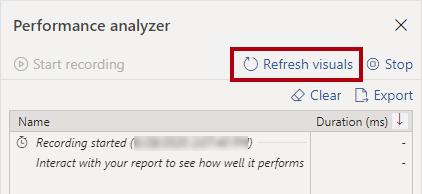 Performance analyzer
Start recording
Refresh visuals
Stop
Clear
Export
Name
Duration (ms)
Recording started (
)
-
Interact with your report to see how well it performs
-